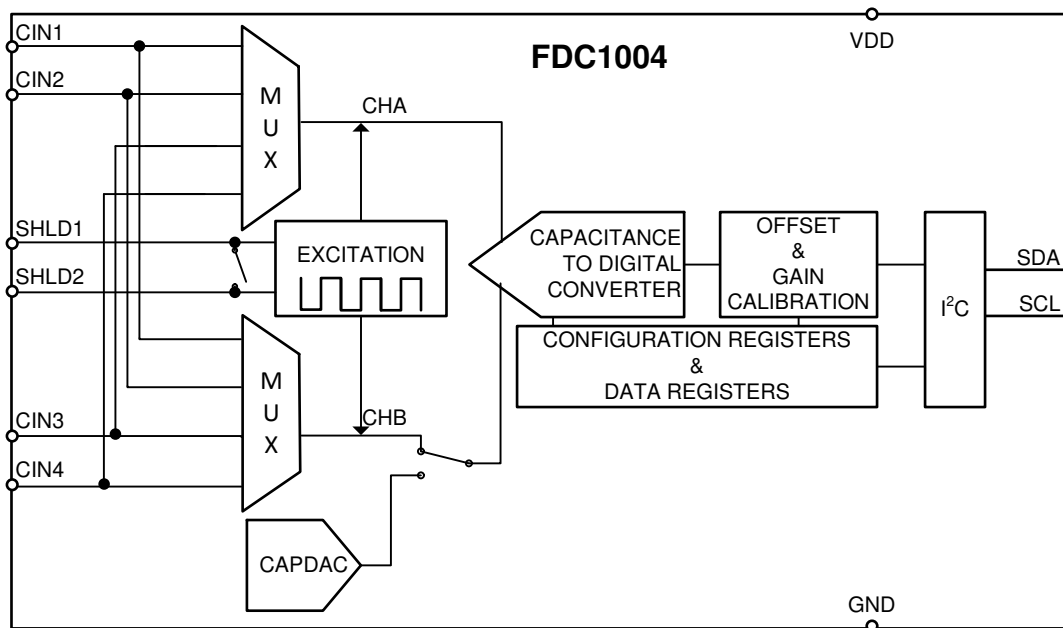 CIN1
CIN2
SHLD1
SHLD2
CIN3
CIN4
M
U
X
CHA
FDC1004
VDD
EXCITATION
CAPACITANCE
TO DIGITAL
CONVERTER
OFFSET
&
GAIN
CALIBRATION
I²C
SDA
SCL
CONFIGURATION REGISTERS
&
DATA REGISTERS
M
U
X
CHB
CAPDAC
GND